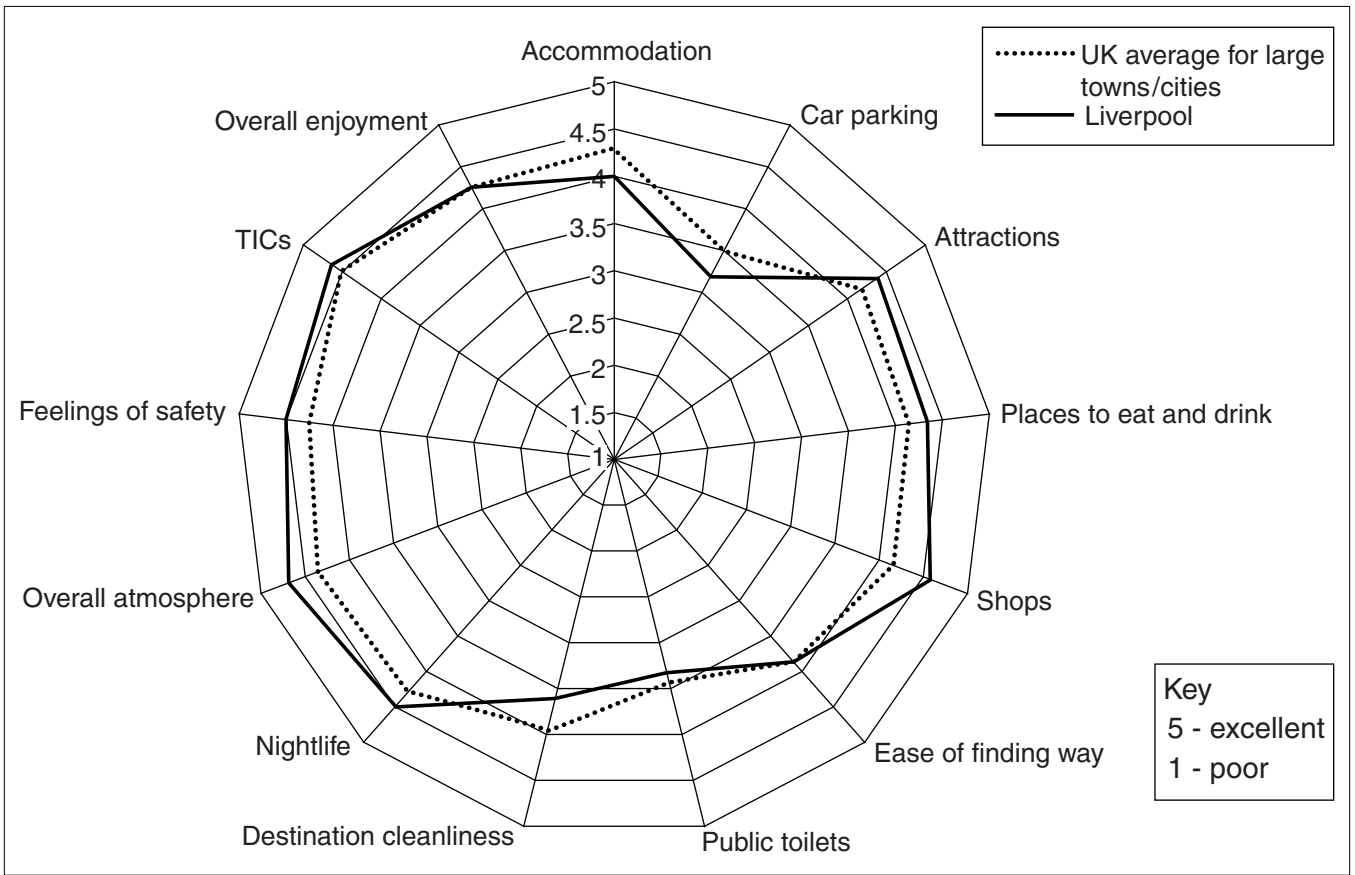 Accommodation
UK average for large
towns/cities
Liverpool
Overall enjoyment
Car parking
TICs
Attractions
Feelings of safety
Places to eat and drink
Overall atmosphere
Shops
Nightlife
Ease of finding way
Destination cleanliness
Public toilets
5
4.5
4
3.5
3
2.5
2
1.5
1
Key
5 - excellent
1 - poor